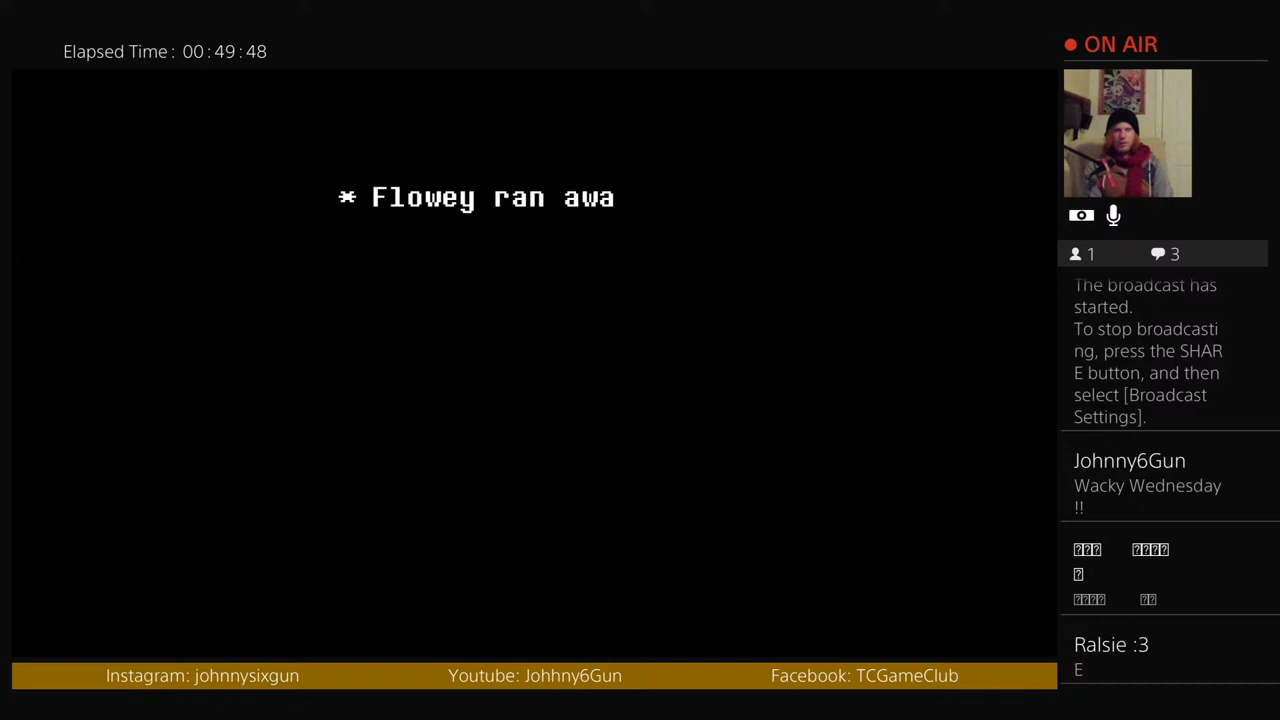 Elapsed Time: 00:49:48
ON AIR
* Flowey ran awa
1 3
The broadcast has
started.
To stop broadcasti
ng, press the SHAR
E button, and then
select [Broadcast
Settings].
Johnny6Gun
Wacky Wednesday
!!
Ralsie :3
E
Instagram: johnnysixgun Youtube: Johhny6Gun Facebook: TCGameClub